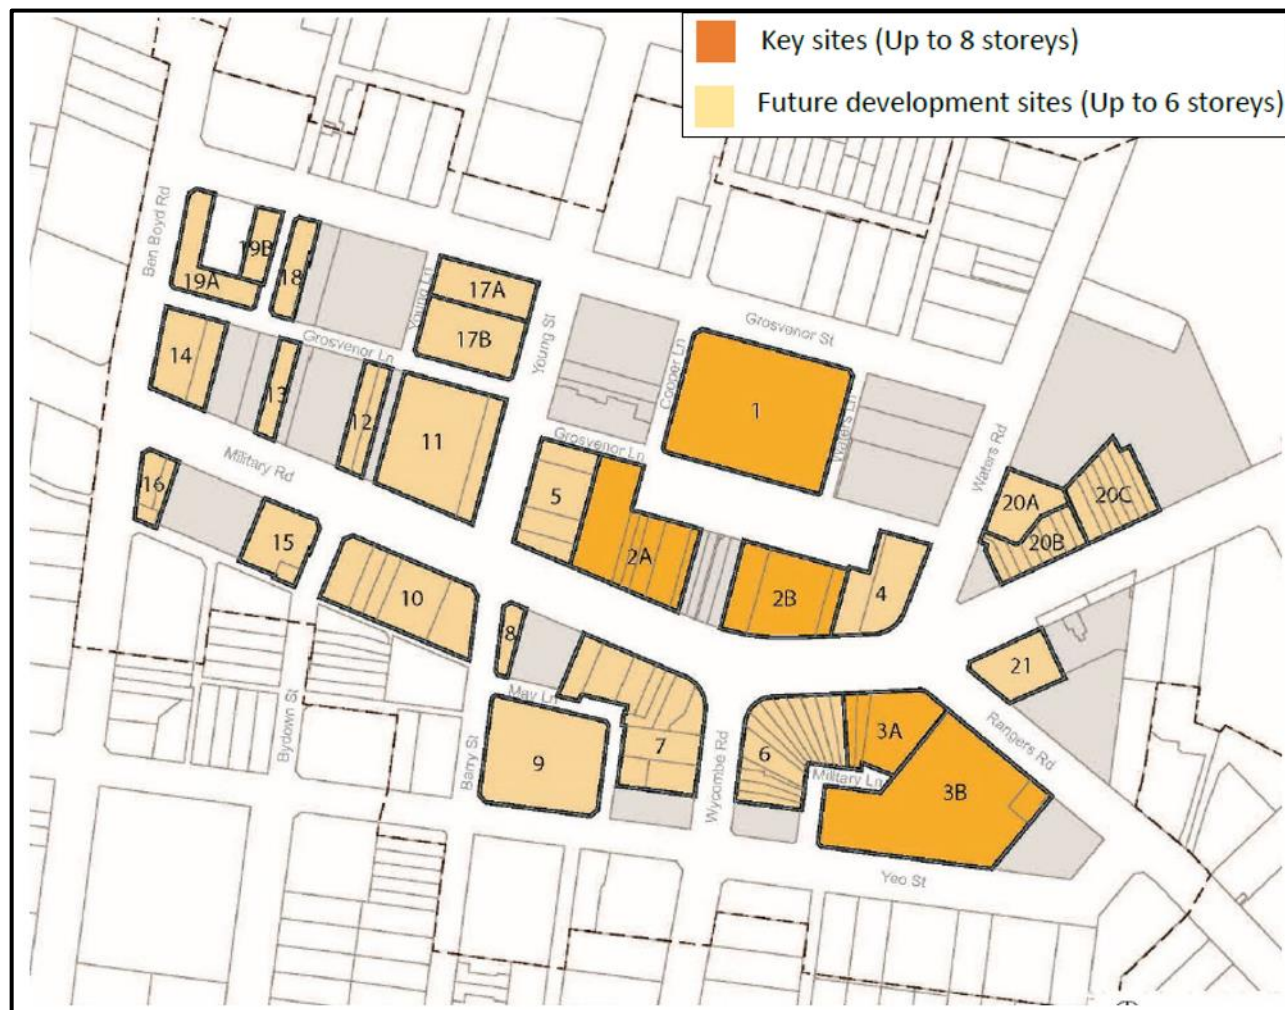 Key sites (Up to 8 storeys)
Future development sites (Up to 6 storeys)
Ben Boyd Rd
19B
19A
18
Young Ln
17A
17B
Young St
Grosvenor St
Cooper Ln
1
Waters Ln
Waters Rd
14
Grosvenor Ln
13
12
11
Grosvenor Ln
5
2A
2B
4
20A
20B
20C
Military Rd
16
15
10
8
May Ln
7
9
Bydown St
Barry St
Wycombe Rd
6
3A
Military Ln
3B
21
Rangers Rd
Yeo St